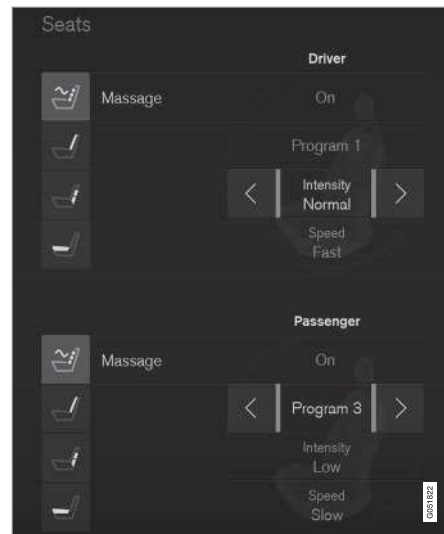 Seats
Driver
Massage On
Program 1
Intensity
Normal
Speed
Fast
Passenger
Massage On
Program 3
Intensity
Low
Speed
Slow
G051822